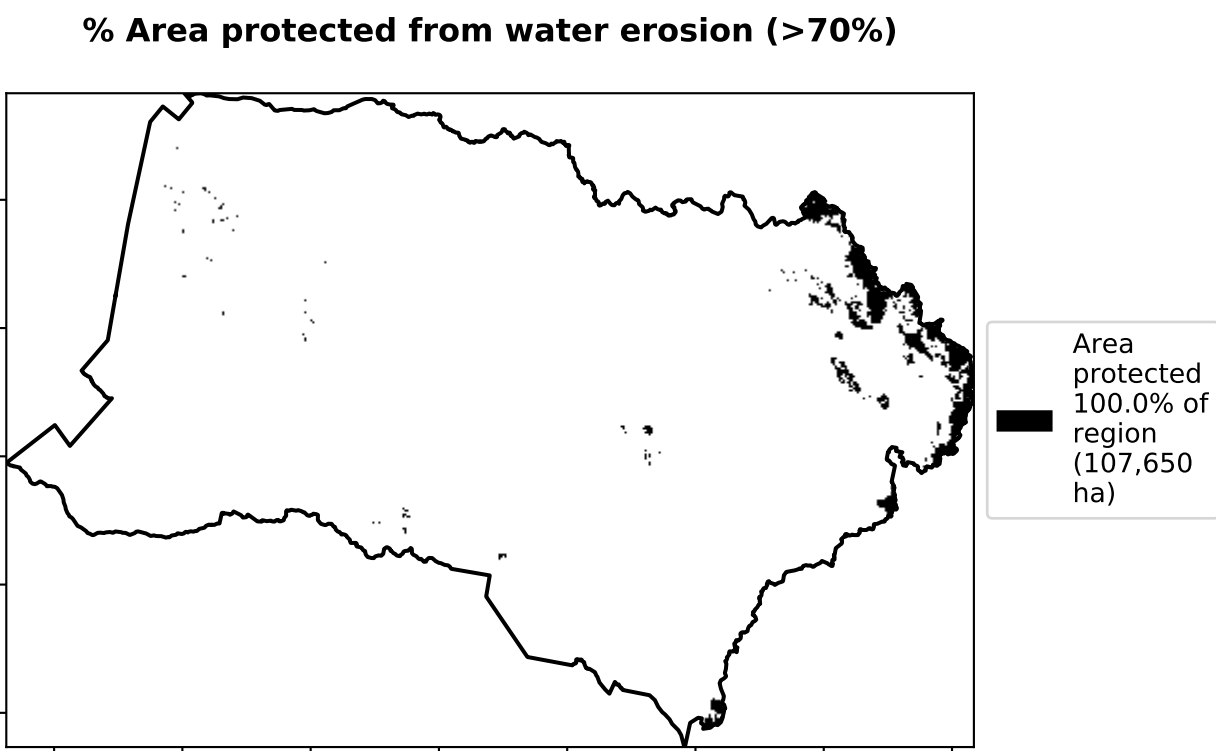 % Area protected from water erosion (>70%)
Area
protected
100.0% of
region
(107,650
ha)